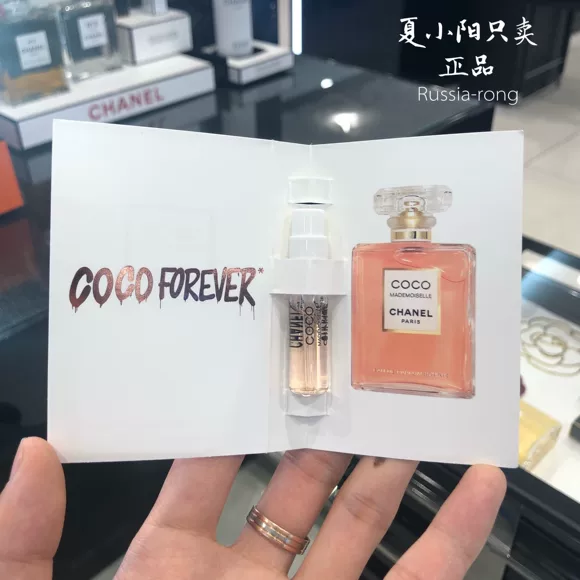 夏小阳只卖
正品
Russia-rong
CHANEL
COCO FOREVER*
CHANEL
COCO
COCO
MADEMOISELLE
CHANEL
PARIS